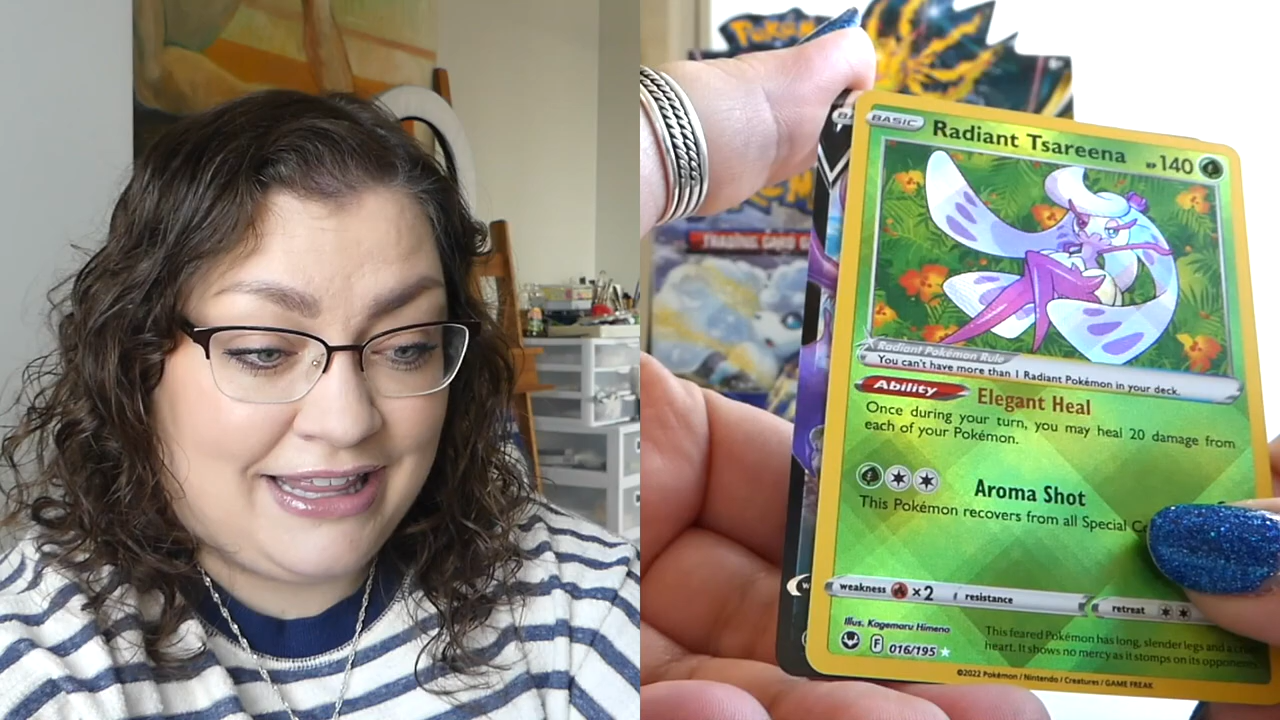 POKéMON
TRADING CARD G
BA
BASIC
Radiant Tsareena
HP 140
Radiant Pokémon Rule
You can't have more than 1 Radiant Pokémon in your deck.
Ability Elegant Heal
Once during your turn, you may heal 20 damage from
each of your Pokémon.
Aroma Shot
This Pokémon recovers from all Special C
weakness ×2 resistance retreat
Illus. Kagemaru Himeno
F 016/195
This feared Pokémon has long, slender legs and a
heart. It shows no mercy as it stomps on its opponents
©2022 Pokémon / Nintendo / Creatures / GAME FREAK